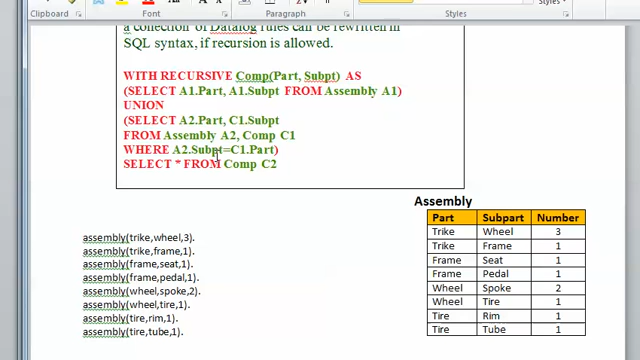 Clipboard
Font
Paragraph
Styles
a collection of Datalog rules can be rewritten in
SQL syntax, if recursion is allowed.
WITH RECURSIVE Comp(Part, Subpt) AS
(SELECT A1.Part, A1.Subpt FROM Assembly A1)
UNION
(SELECT A2.Part, C1.Subpt
FROM Assembly A2, Comp C1
WHERE A2.Subpt=C1.Part)
SELECT * FROM Comp C2
Assembly
Part Subpart Number
Trike Wheel 3
Trike Frame 1
Frame Seat 1
Frame Pedal 1
Wheel Spoke 2
Wheel Tire 1
Tire Rim 1
Tire Tube 1
assembly(trike,wheel,3).
assembly(trike,frame,1).
assembly(frame,seat,1).
assembly(frame,pedal,1).
assembly(wheel,spoke,2).
assembly(wheel,tire,1).
assembly(tire,rim,1).
assembly(tire,tube,1).